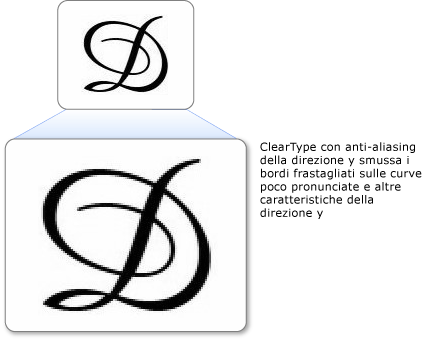 D
D
ClearType con anti-aliasing
della direzione y smussa i
bordi frastagliati sulle curve
poco pronunciate e altre
caratteristiche della
direzione y